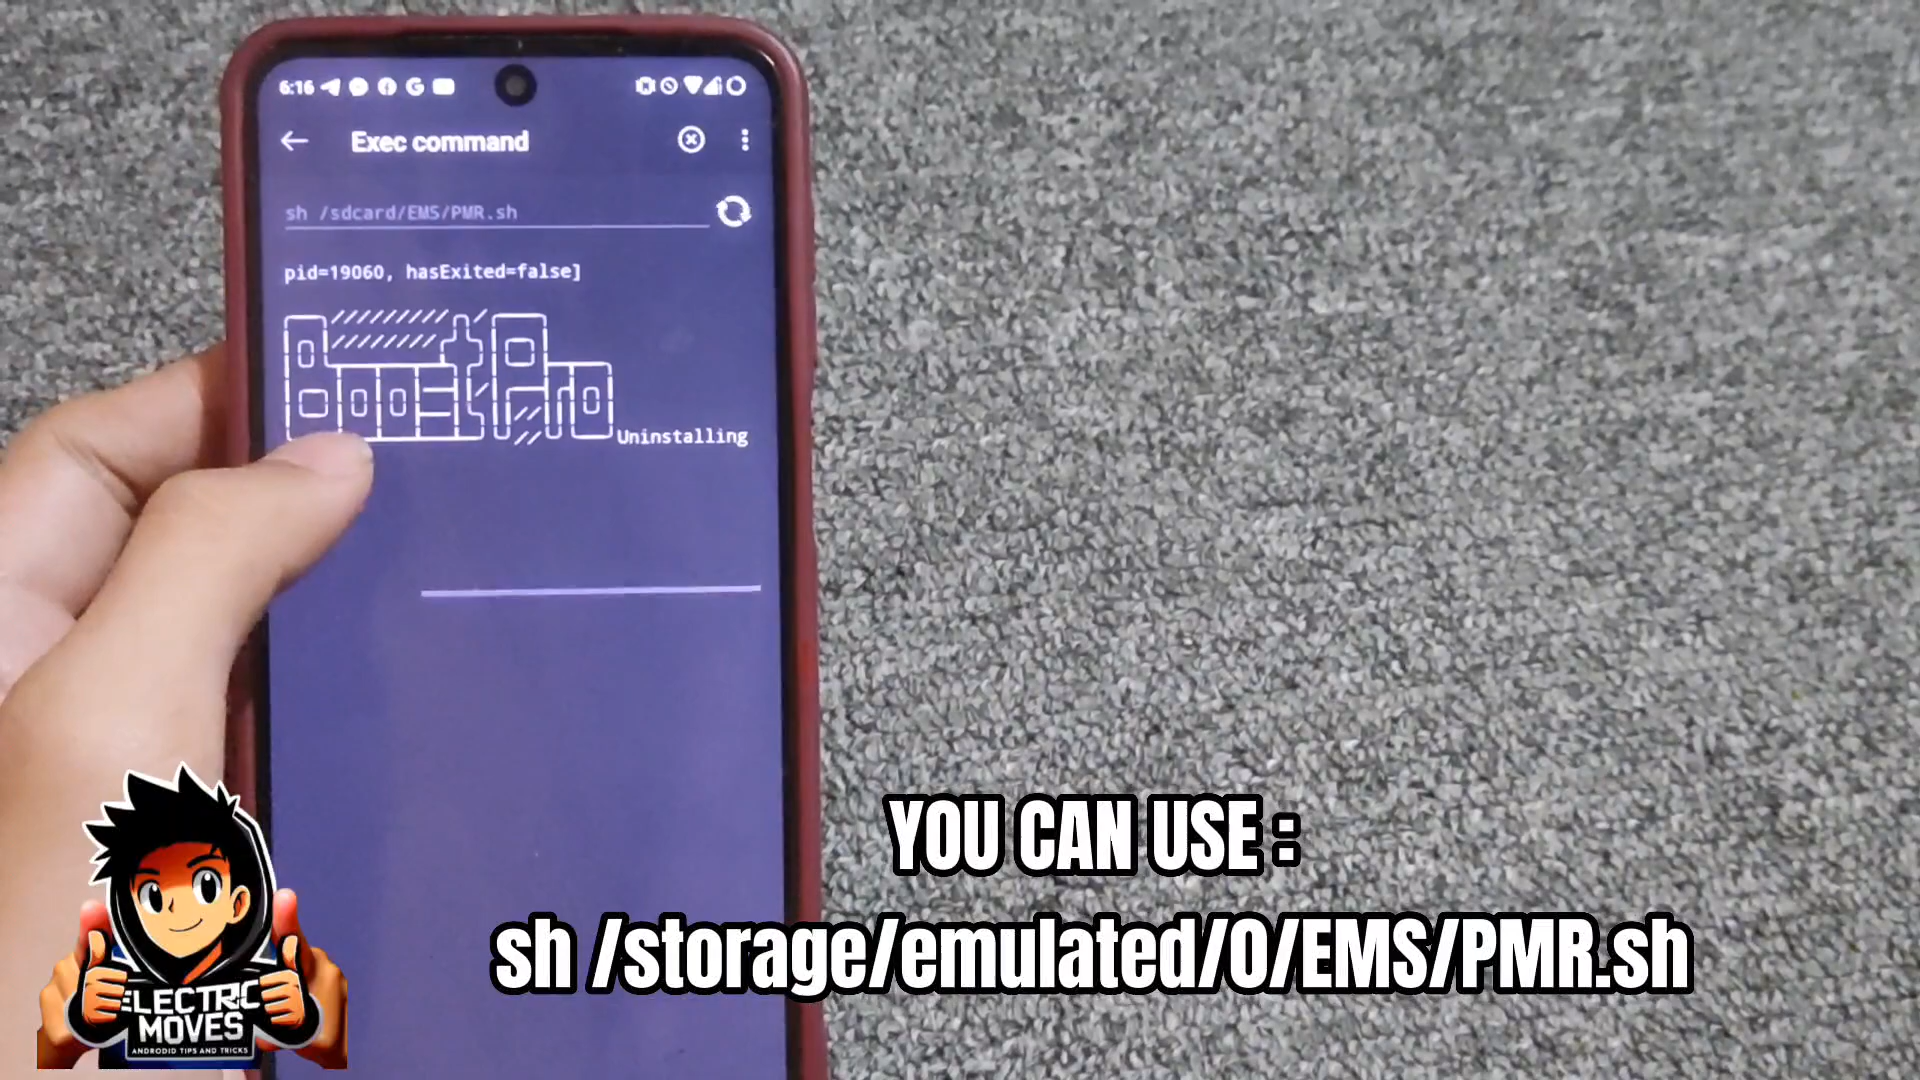 6:16
Exec command
sh /sdcard/EMS/PMR.sh
pid=19060, hasExited=false]
Uninstalling
YOU CAN USE :
sh /storage/emulated/0/EMS/PMR.sh
ELECTRIC
MOVES
ANDRODID TIPS AND TRICKS